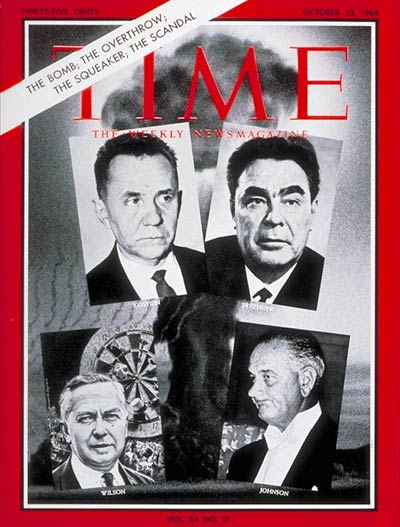 THIRTY-FIVE CENTS
OCTOBER 23, 1964
THE BOMB; THE OVERTHROW;
THE SQUEAKER; THE SCANDAL
TIME
THE WEEKLY NEWSMAGAZINE
KOSYGIN
BREZHNEV
WILSON
JOHNSON
VOL. 84 NO. 17